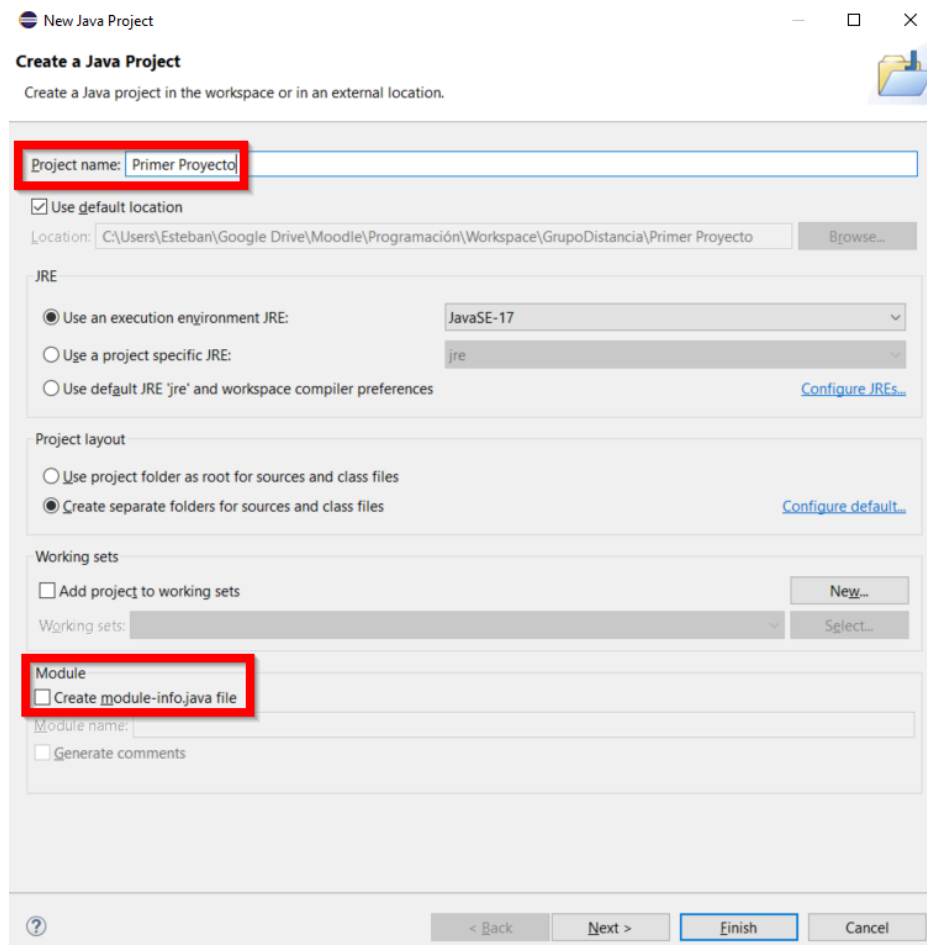 New Java Project
Create a Java Project
Create a Java project in the workspace or in an external location.
Project name: Primer Proyecto
Use default location
Location: C:\Users\Esteban\Google Drive\Moodle\Programación\Workspace\GrupoDistancia\Primer Proyecto Browse...
JRE
Use an execution environment JRE: JavaSE-17
Use a project specific JRE: jre
Use default JRE 'jre' and workspace compiler preferences Configure JREs...
Project layout
Use project folder as root for sources and class files
Create separate folders for sources and class files Configure default...
Working sets
Add project to working sets New...
Working sets: Select...
Module
Create module-info.java file
Module name:
Generate comments
? < Back Next > Finish Cancel